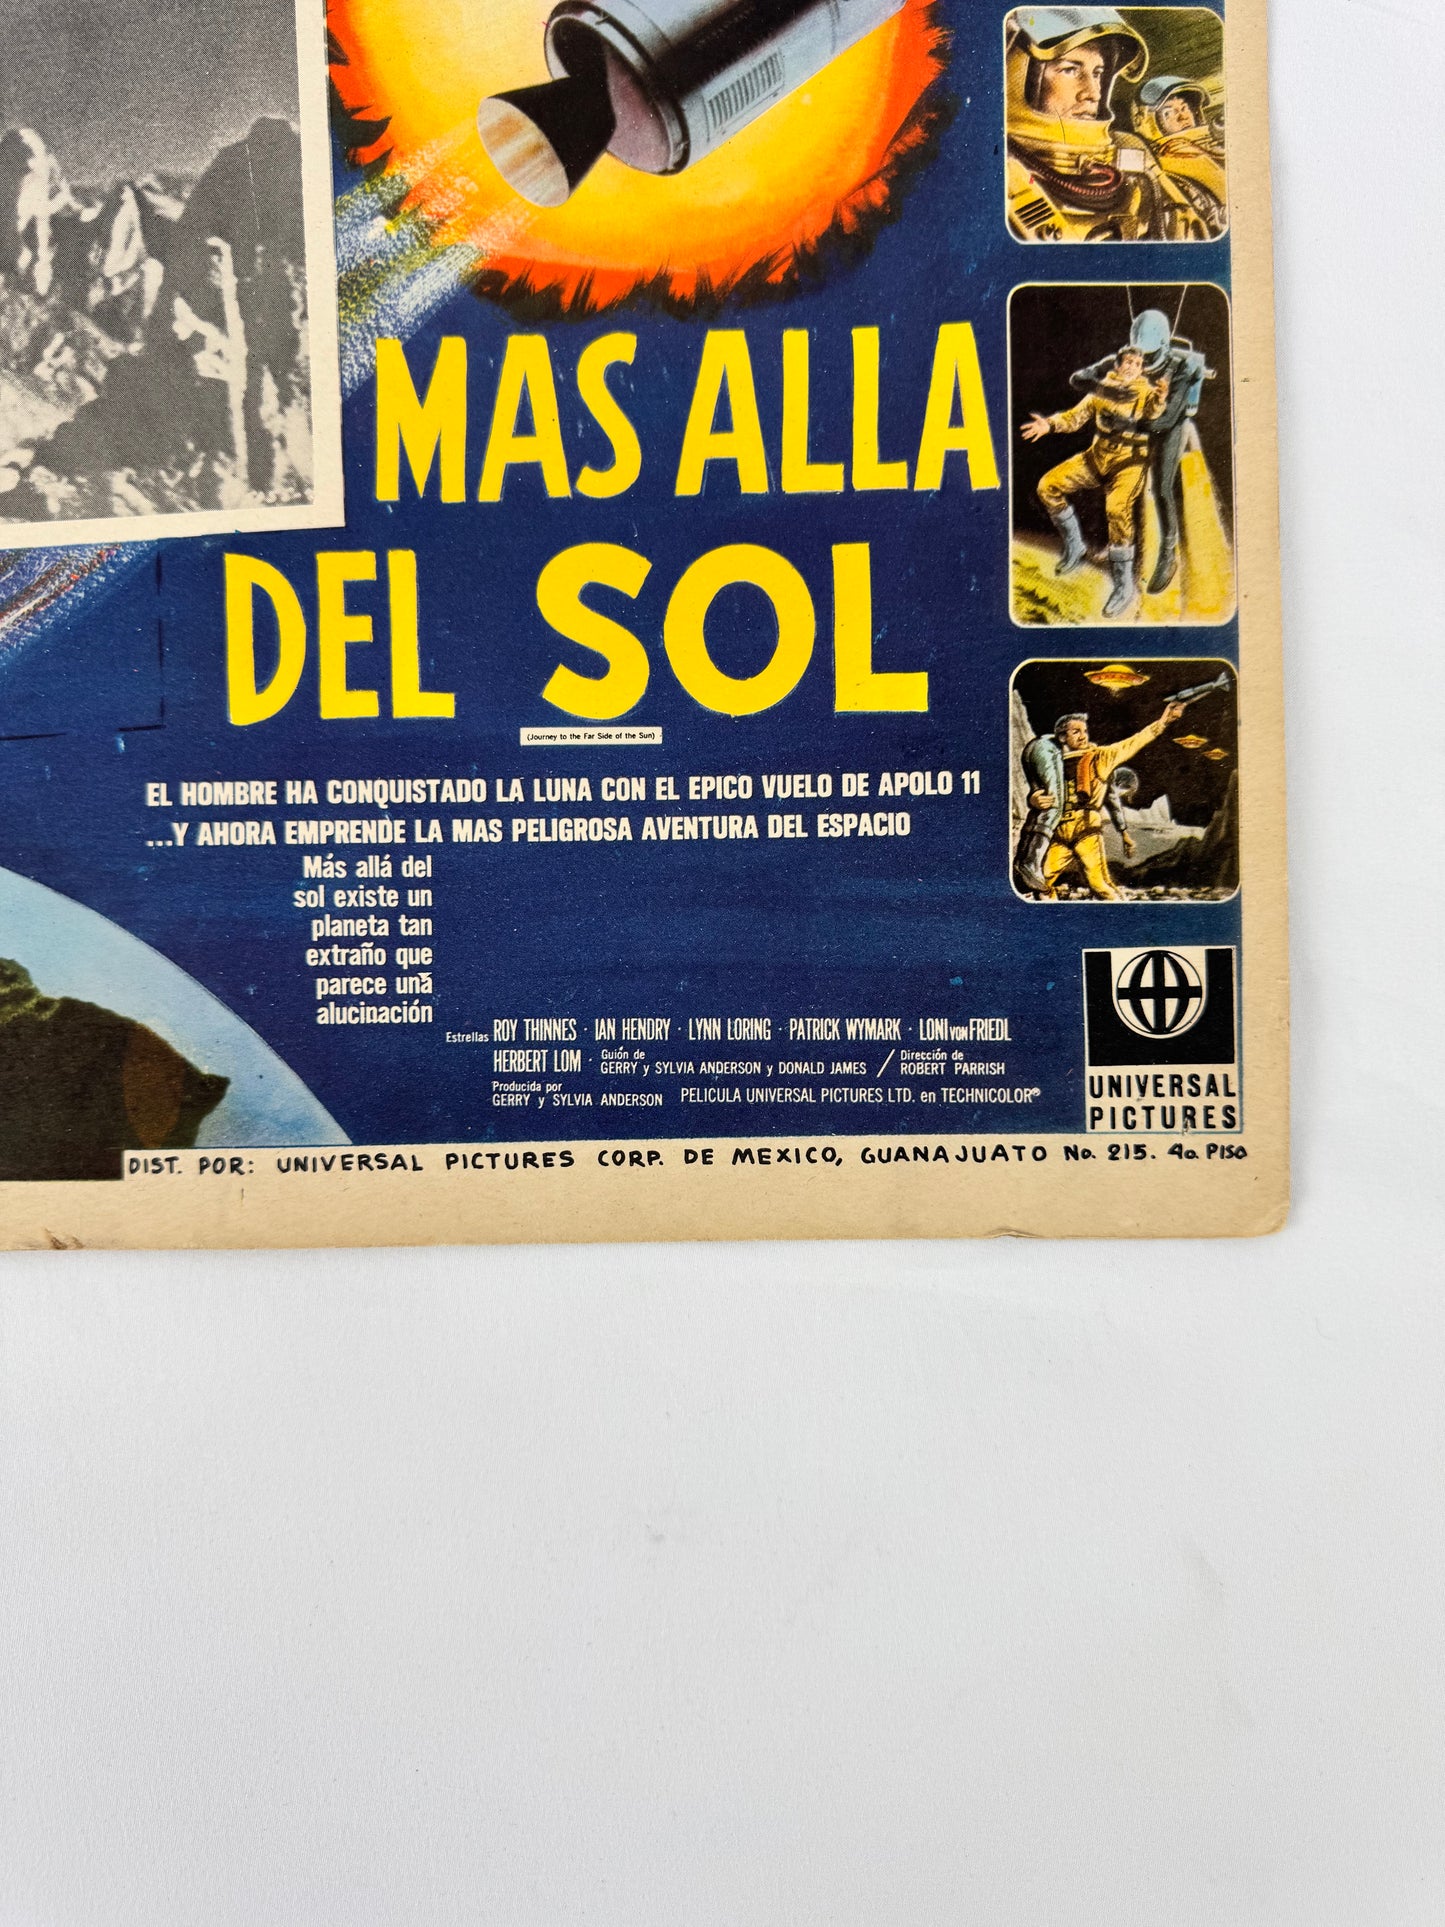 MAS ALLA
DEL SOL
(Journey to the Far Side of the Sun)
EL HOMBRE HA CONQUISTADO LA LUNA CON EL EPICO VUELO DE APOLO 11
...Y AHORA EMPRENDE LA MAS PELIGROSA AVENTURA DEL ESPACIO
Más allá del
sol existe un
planeta tan
extraño que
parece una
alucinación
Estrellas ROY THINNES · IAN HENDRY · LYNN LORING · PATRICK WYMARK · LONI VON FRIEDL
HERBERT LOM · Guión de GERRY y SYLVIA ANDERSON y DONALD JAMES / Dirección de ROBERT PARRISH
Producida por GERRY y SYLVIA ANDERSON PELICULA UNIVERSAL PICTURES LTD. en TECHNICOLOR®
UNIVERSAL
PICTURES
DIST. POR: UNIVERSAL PICTURES CORP. DE MEXICO, GUANAJUATO No. 215. 4o. PISO